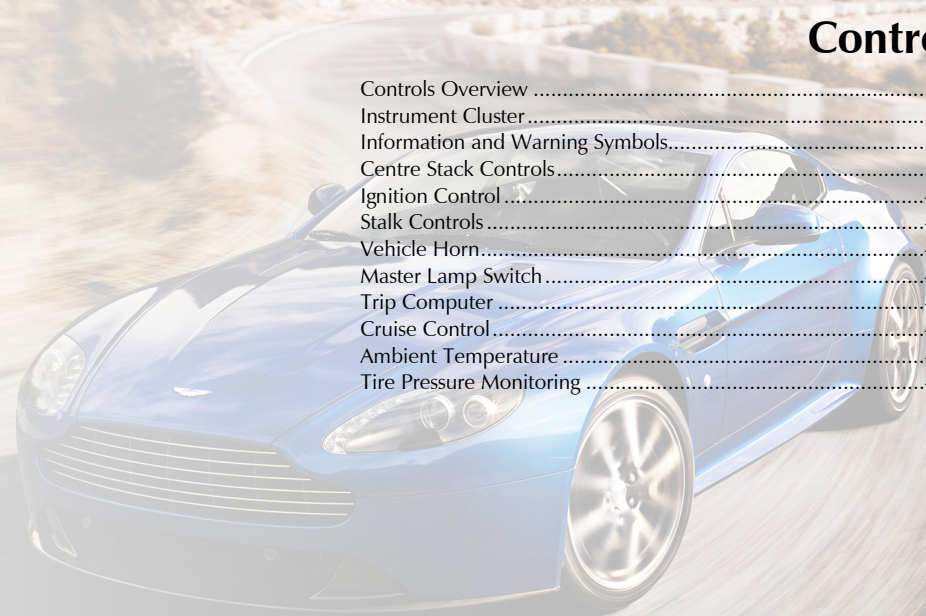 Contro
Controls Overview ........................................................................
Instrument Cluster.........................................................................
Information and Warning Symbols................................................
Centre Stack Controls....................................................................
Ignition Control .............................................................................
Stalk Controls ................................................................................
Vehicle Horn.................................................................................
Master Lamp Switch ......................................................................
Trip Computer ..............................................................................
Cruise Control...............................................................................
Ambient Temperature ...................................................................
Tire Pressure Monitoring ...............................................................